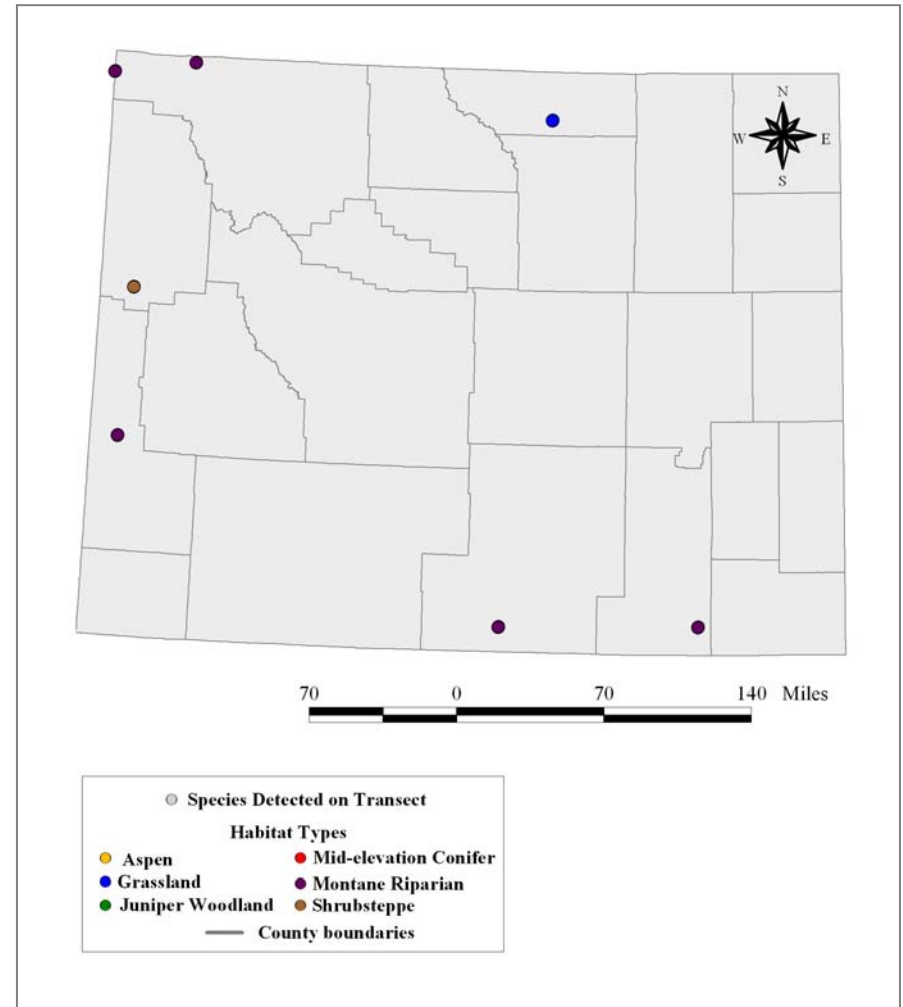 N
W E
S
70 0 70 140 Miles
Species Detected on Transect
Habitat Types
Aspen Mid-elevation Conifer
Grassland Montane Riparian
Juniper Woodland Shrubsteppe
County boundaries